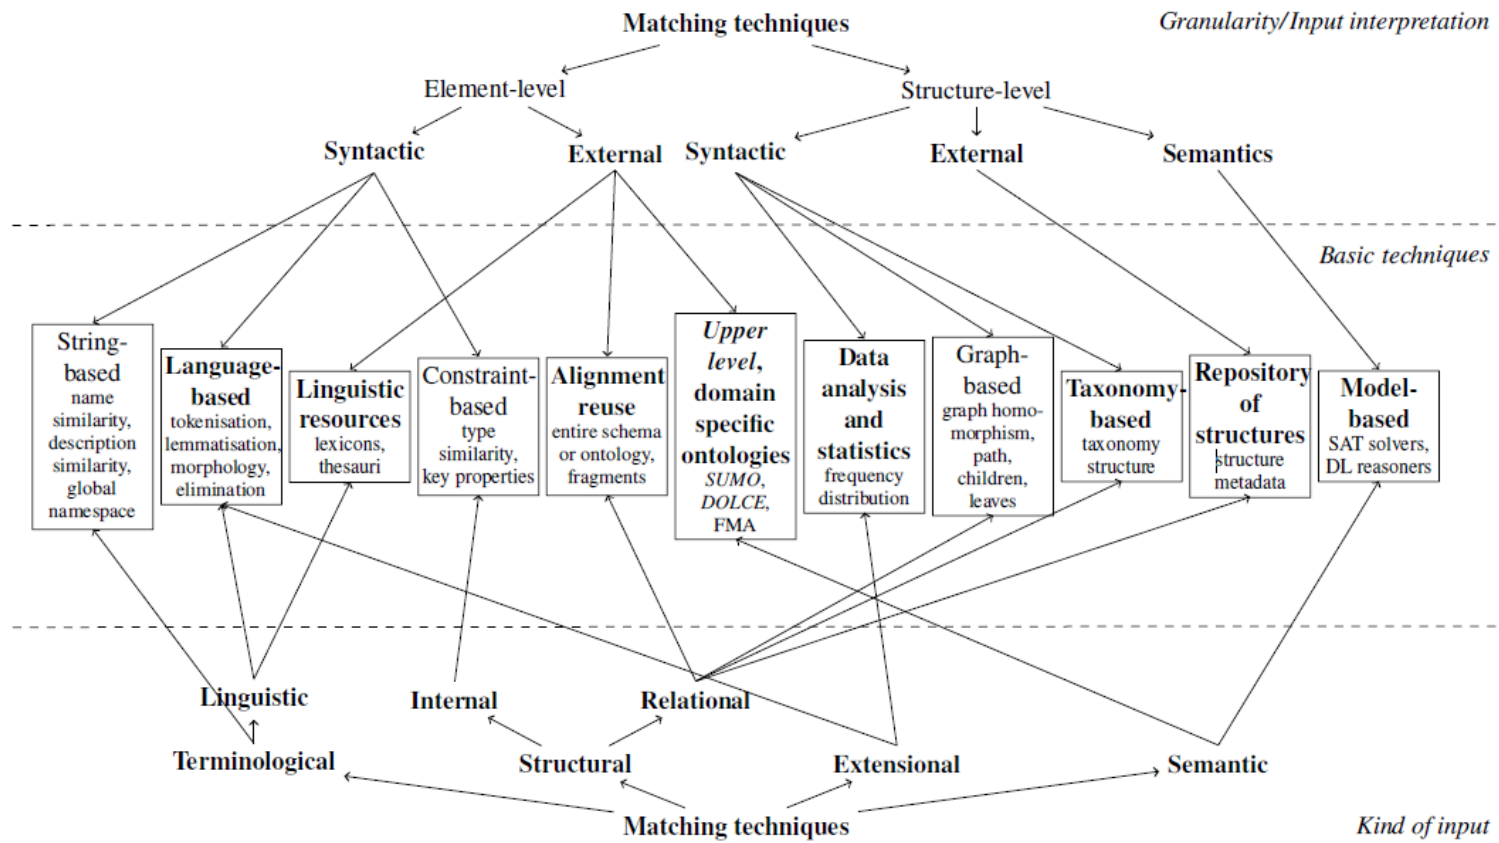 Matching techniques
Granularity/Input interpretation
Element-level
Structure-level
Syntactic
External
Syntactic
External
Semantics
Basic techniques
String-
based
name
similarity,
description
similarity,
global
namespace
Language-
based
tokenisation,
lemmatisation,
morphology,
elimination
Linguistic
resources
lexicons,
thesauri
Constraint-
based
type
similarity,
key properties
Alignment
reuse
entire schema
or ontology,
fragments
Upper
level,
domain
specific
ontologies
SUMO,
DOLCE,
FMA
Data
analysis
and
statistics
frequency
distribution
Graph-
based
graph homo-
morphism,
path,
children,
leaves
Taxonomy-
based
taxonomy
structure
Repository
of
structures
structure
metadata
Model-
based
SAT solvers,
DL reasoners
Linguistic
Internal
Relational
Terminological
Structural
Extensional
Semantic
Matching techniques
Kind of input